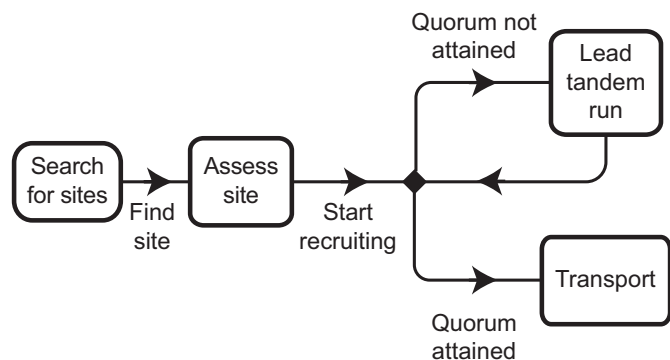 Quorum not
attained
Lead
tandem
run
Search
for sites
Find
site
Assess
site
Start
recruiting
Transport
Quorum
attained